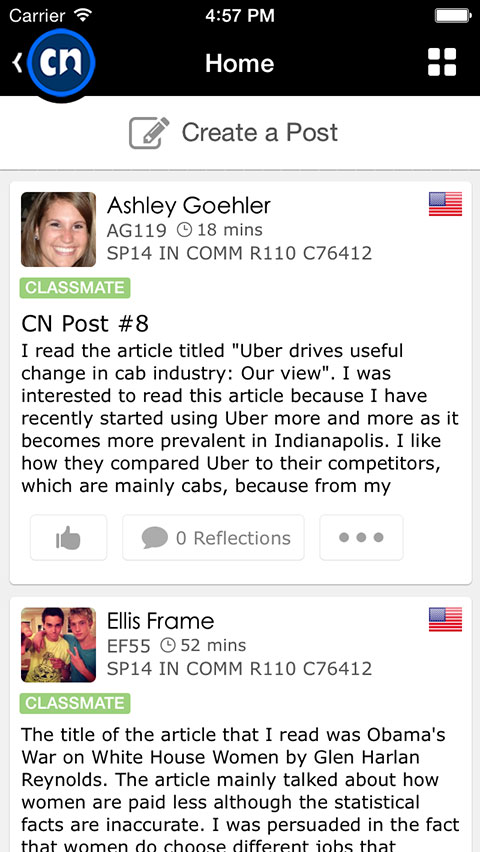 Carrier 4:57 PM
cn Home
Create a Post
Ashley Goehler
AG119 18 mins
SP14 IN COMM R110 C76412
CLASSMATE
CN Post #8
I read the article titled "Uber drives useful
change in cab industry: Our view". I was
interested to read this article because I have
recently started using Uber more and more as it
becomes more prevalent in Indianapolis. I like
how they compared Uber to their competitors,
which are mainly cabs, because from my
0 Reflections
Ellis Frame
EF55 52 mins
SP14 IN COMM R110 C76412
CLASSMATE
The title of the article that I read was Obama's
War on White House Women by Glen Harlan
Reynolds. The article mainly talked about how
women are paid less although the statistical
facts are inaccurate. I was persuaded in the fact
that women do choose different jobs that